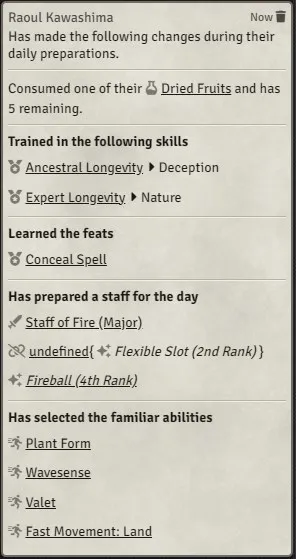 Raoul Kawashima Now
Has made the following changes during their
daily preparations.
Consumed one of their Dried Fruits and has
5 remaining.
Trained in the following skills
Ancestral Longevity Deception
Expert Longevity Nature
Learned the feats
Conceal Spell
Has prepared a staff for the day
Staff of Fire (Major)
undefined{ Flexible Slot (2nd Rank) }
Fireball (4th Rank)
Has selected the familiar abilities
Plant Form
Wavesense
Valet
Fast Movement: Land